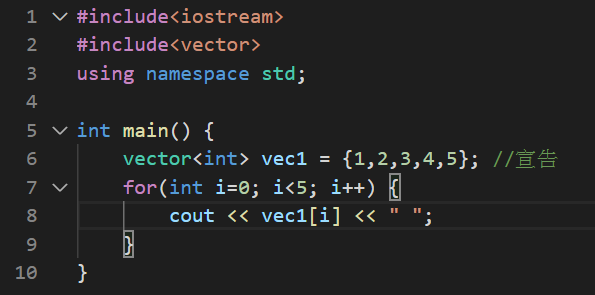 1 #include<iostream>
2 #include<vector>
3 using namespace std;
4
5 int main() {
6     vector<int> vec1 = {1,2,3,4,5}; //宣告
7     for(int i=0; i<5; i++) {
8         cout << vec1[i] << " ";
9     }
10 }